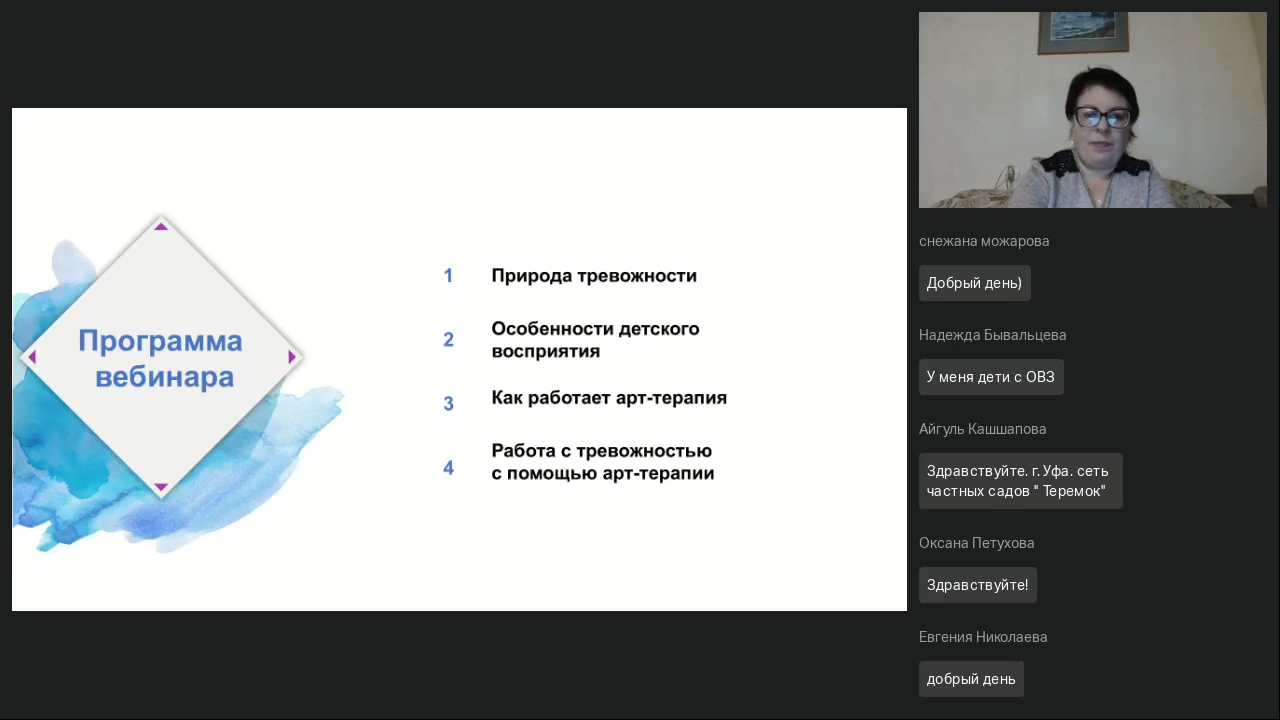 Программа
вебинара
1 Природа тревожности
2 Особенности детского
восприятия
3 Как работает арт-терапия
4 Работа с тревожностью
с помощью арт-терапии
снежана можарова
Добрый день)
Надежда Бывальцева
У меня дети с ОВЗ
Айгуль Кашшапова
Здравствуйте. г. Уфа. сеть
частных садов " Теремок"
Оксана Петухова
Здравствуйте!
Евгения Николаева
добрый день